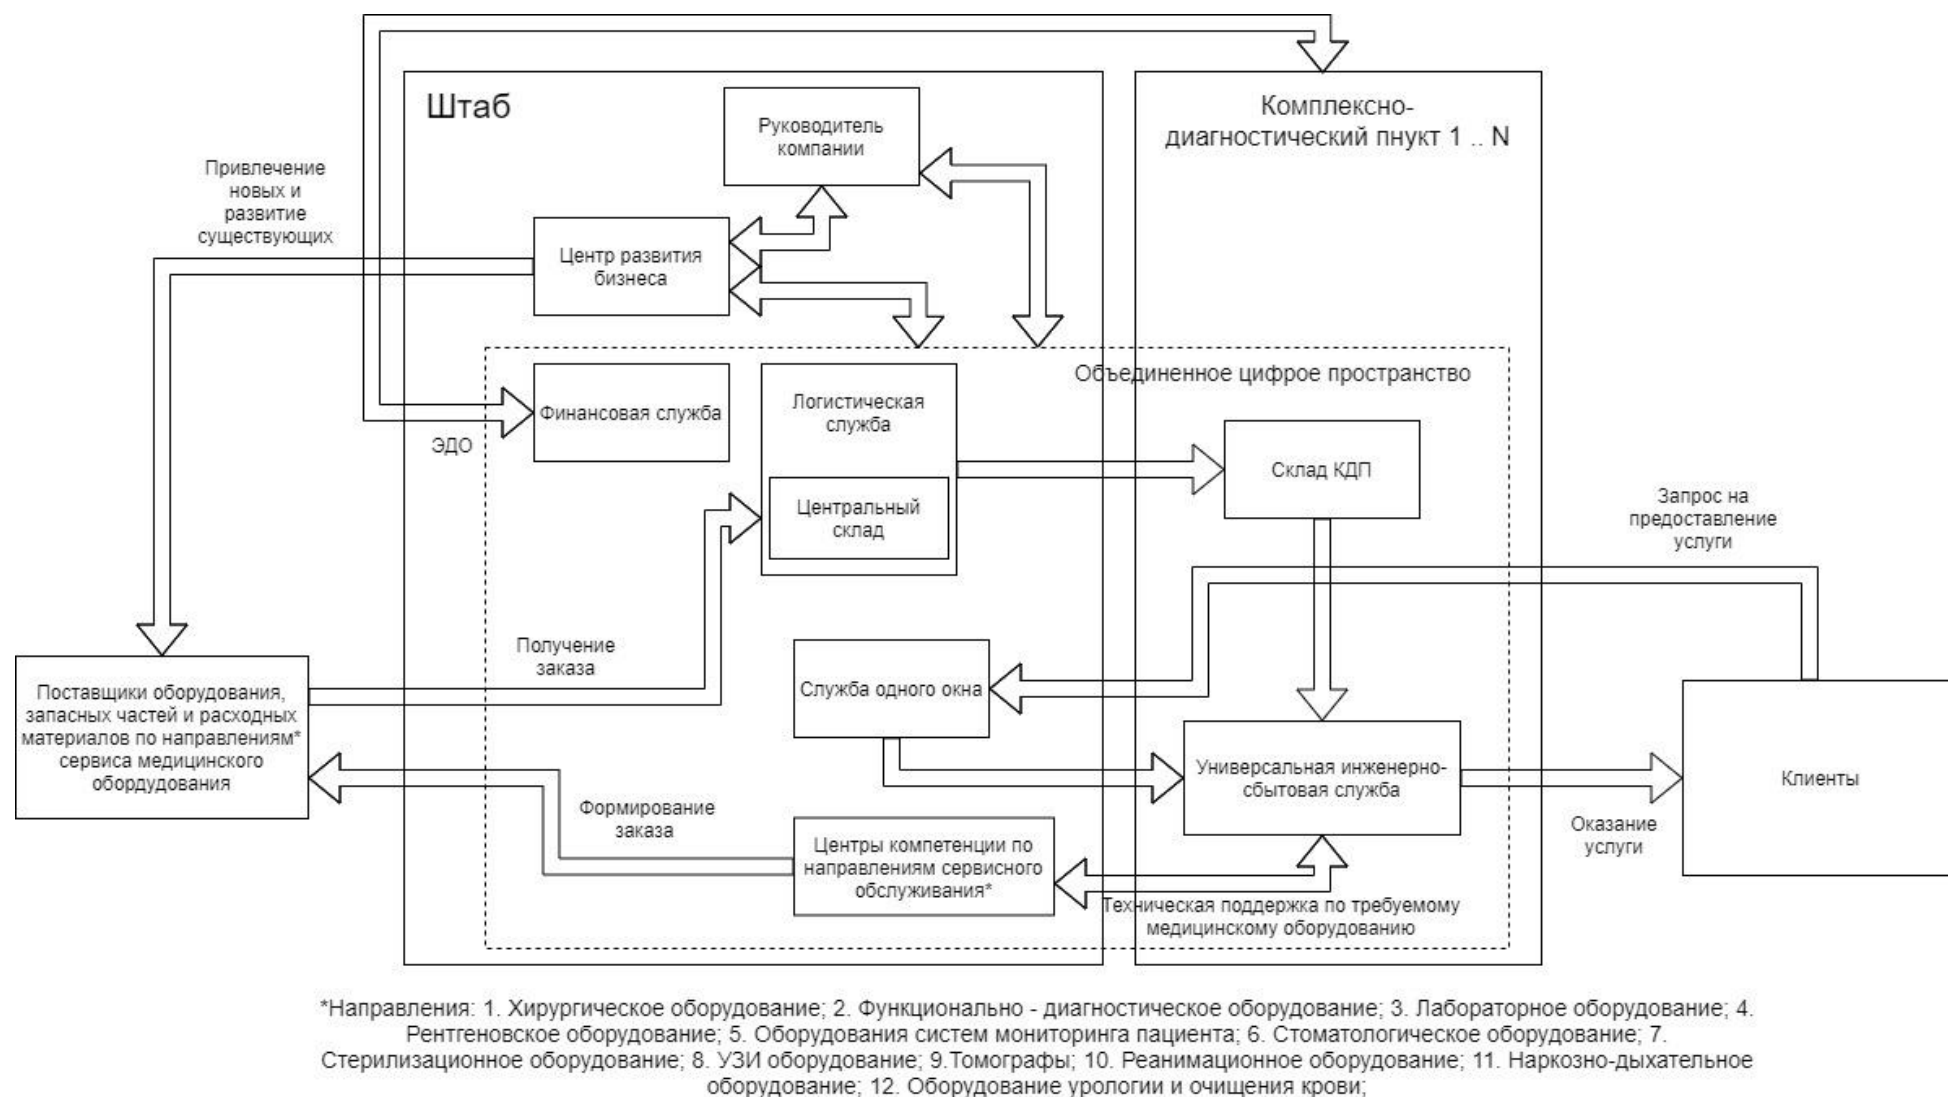 Штаб
Руководитель
компании
Комплексно-
диагностический пнукт 1 .. N
Привлечение
новых и
развитие
существующих
Центр развития
бизнеса
Объединенное цифрое пространство
Финансовая служба
ЭДО
Логистическая
служба
Центральный
склад
Склад КДП
Запрос на
предоставление
услуги
Получение
заказа
Служба одного окна
Поставщики оборудования,
запасных частей и расходных
материалов по направлениям*
сервиса медицинского
обордудования
Универсальная инженерно-
сбытовая служба
Клиенты
Формирование
заказа
Оказание
услуги
Центры компетенции по
направлениям сервисного
обслуживания*
Техническая поддержка по требуемому
медицинскому оборудованию
*Направления: 1. Хирургическое оборудование; 2. Функционально - диагностическое оборудование; 3. Лабораторное оборудование; 4.
Рентгеновское оборудование; 5. Оборудования систем мониторинга пациента; 6. Стоматологическое оборудование; 7.
Стерилизационное оборудование; 8. УЗИ оборудование; 9.Томографы; 10. Реанимационное оборудование; 11. Наркозно-дыхательное
оборудование; 12. Оборудование урологии и очищения крови;